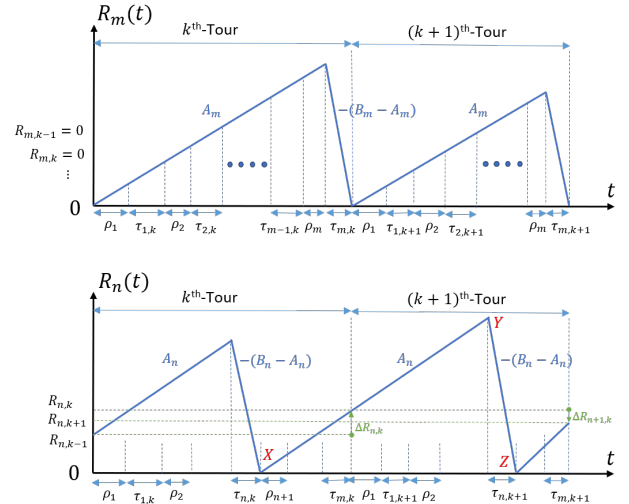 R_m(t)
k^th-Tour
(k + 1)^th-Tour
A_m
−(B_m − A_m)
A_m
R_{m,k−1} = 0
R_{m,k} = 0
⋮
0
t
ρ_1 τ_{1,k} ρ_2 τ_{2,k} τ_{m−1,k} ρ_m τ_{m,k} ρ_1 τ_{1,k+1} ρ_2 τ_{2,k+1} ρ_m τ_{m,k+1}
R_n(t)
k^th-Tour
(k + 1)^th-Tour
Y
A_n
−(B_n − A_n)
A_n
−(B_n − A_n)
R_{n,k}
R_{n,k+1}
R_{n,k−1}
ΔR_{n,k}
ΔR_{n+1,k}
X
Z
0
t
ρ_1 τ_{1,k} ρ_2 τ_{n,k} ρ_{n+1} τ_{m,k} ρ_1 τ_{1,k+1} ρ_2 τ_{n,k+1} τ_{m,k+1}